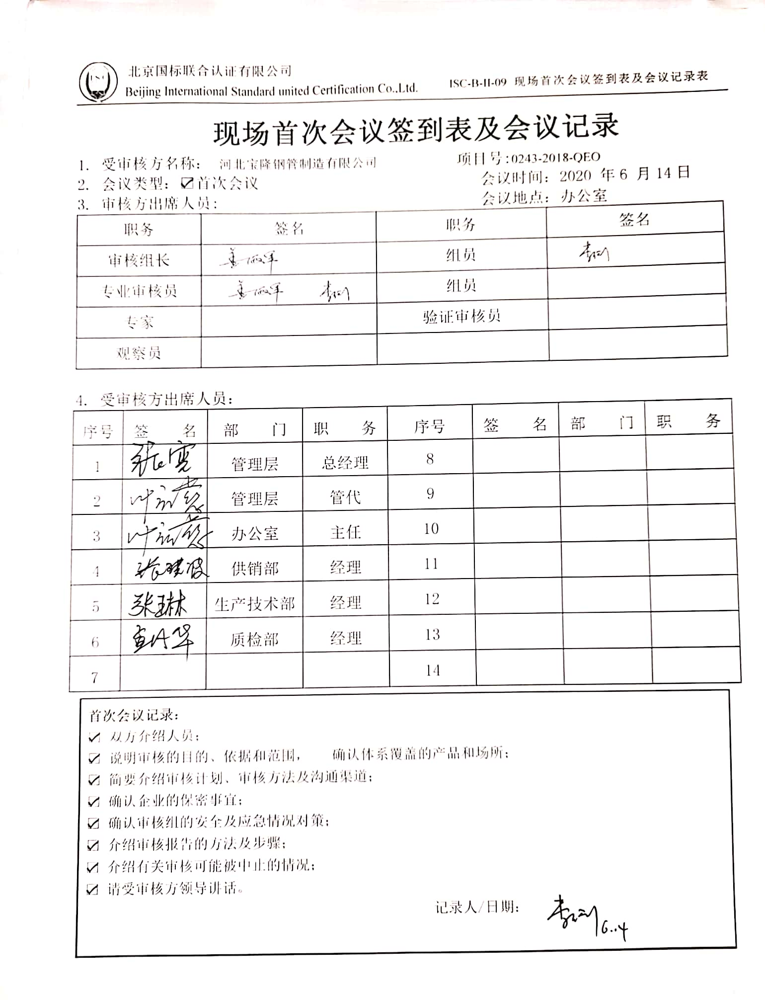 北京国标联合认证有限公司
Beijing International Standard united Certification Co.,Ltd.
ISC-B-II-09 现场首次会议签到表及会议记录表
现场首次会议签到表及会议记录
1. 受审核方名称： 河北宝隆钢管制造有限公司 项目号:0243-2018-QEO
2. 会议类型：☑首次会议 会议时间：2020 年 6 月 14 日
3. 审核方出席人员： 会议地点：办公室
职务 签名 职务 签名
审核组长 组员
专业审核员 组员
专家 验证审核员
观察员
4. 受审核方出席人员：
序号 签 名 部 门 职 务 序号 签 名 部 门 职 务
1 管理层 总经理 8
2 管理层 管代 9
3 办公室 主任 10
4 供销部 经理 11
5 张琳 生产技术部 经理 12
6 质检部 经理 13
7 14
首次会议记录：
☑ 双方介绍人员；
☑ 说明审核的目的、依据和范围， 确认体系覆盖的产品和场所；
☑ 简要介绍审核计划、审核方法及沟通渠道；
☑ 确认企业的保密事宜；
☑ 确认审核组的安全及应急情况对策；
☑ 介绍审核报告的方法及步骤；
☑ 介绍有关审核可能被中止的情况；
☑ 请受审核方领导讲话。
记录人/日期：